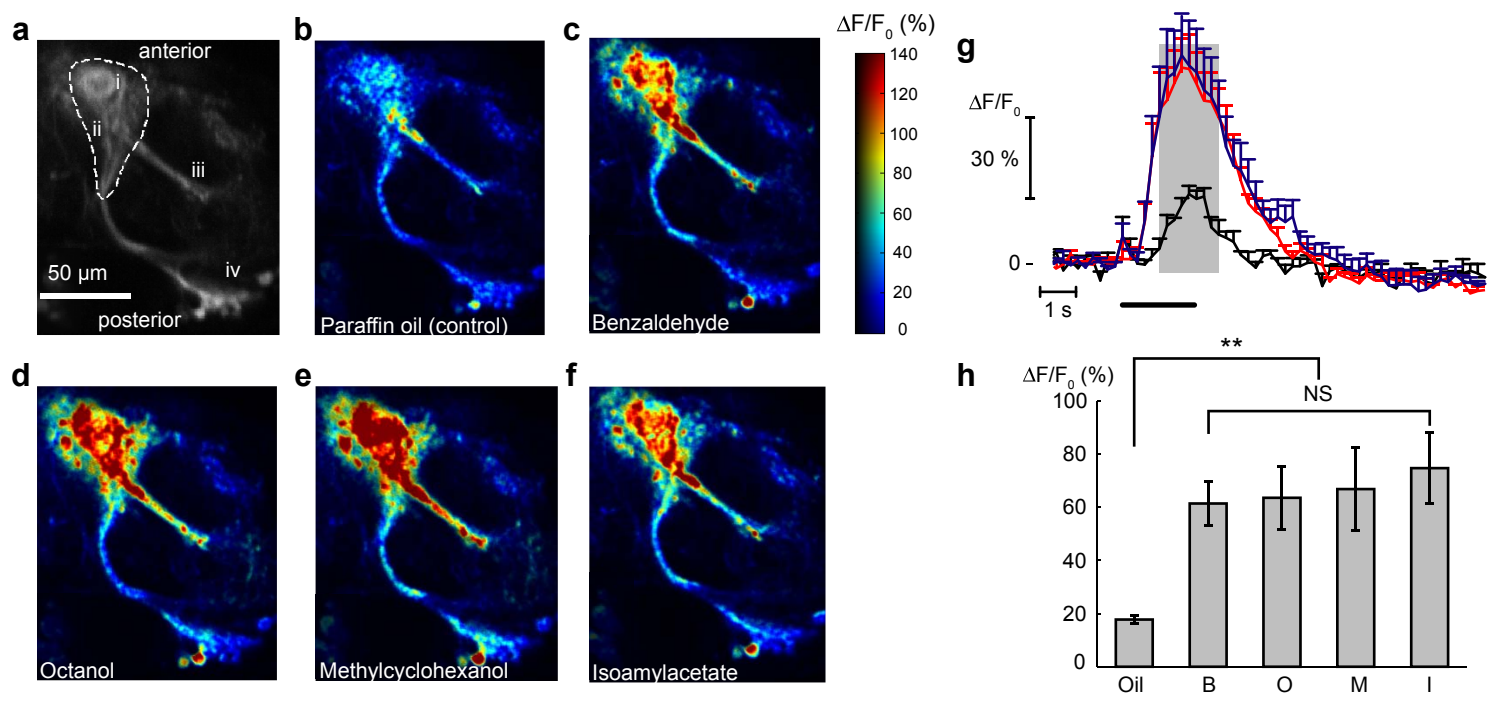 a
anterior
i
ii
iii
iv
50 μm
posterior
b
Paraffin oil (control)
c
Benzaldehyde
ΔF/F0 (%)
140
120
100
80
60
40
20
0
d
Octanol
e
Methylcyclohexanol
f
Isoamylacetate
g
ΔF/F0
30 %
0
1 s
h
ΔF/F0 (%)
**
NS
100
80
60
40
20
0
Oil B O M I